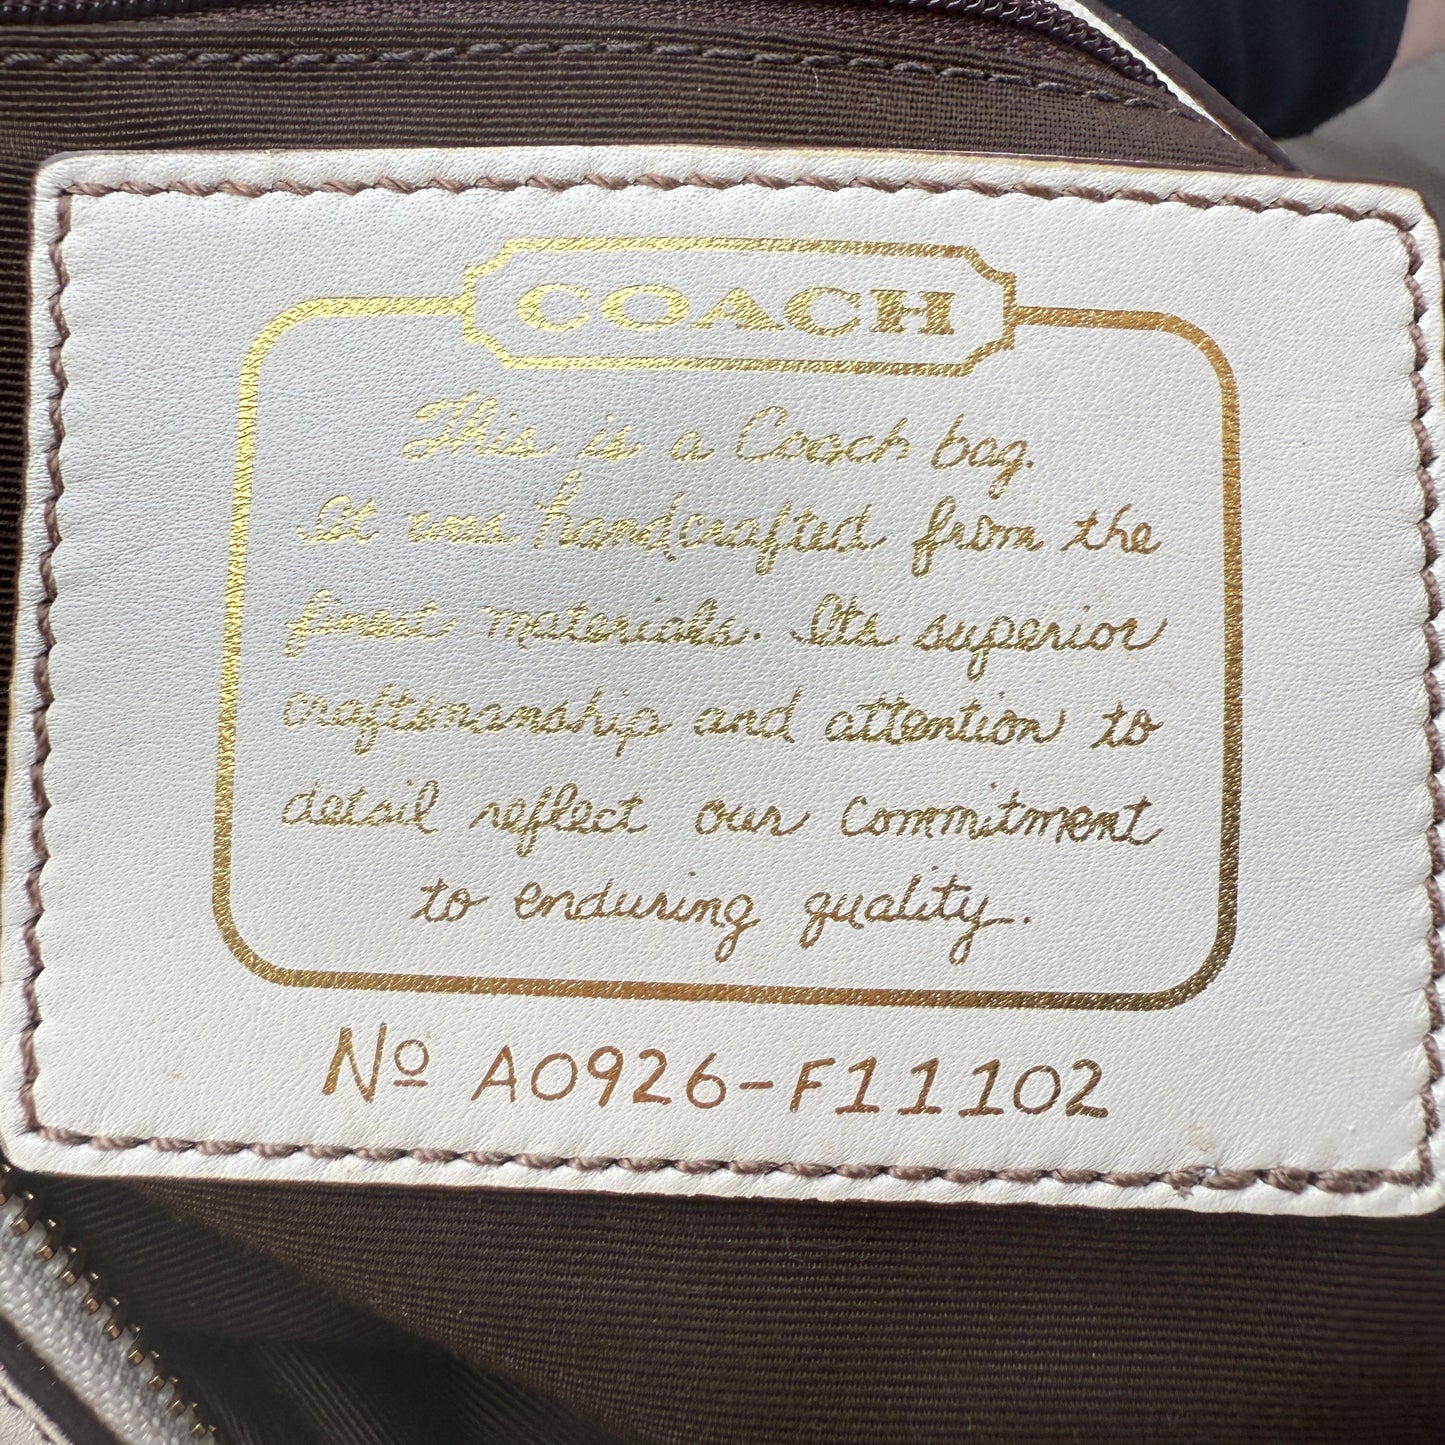 COACH
This is a Coach bag.
It was handcrafted from the
finest materials. Its superior
craftsmanship and attention to
detail reflect our commitment
to enduring quality.
Nº A0926-F11102